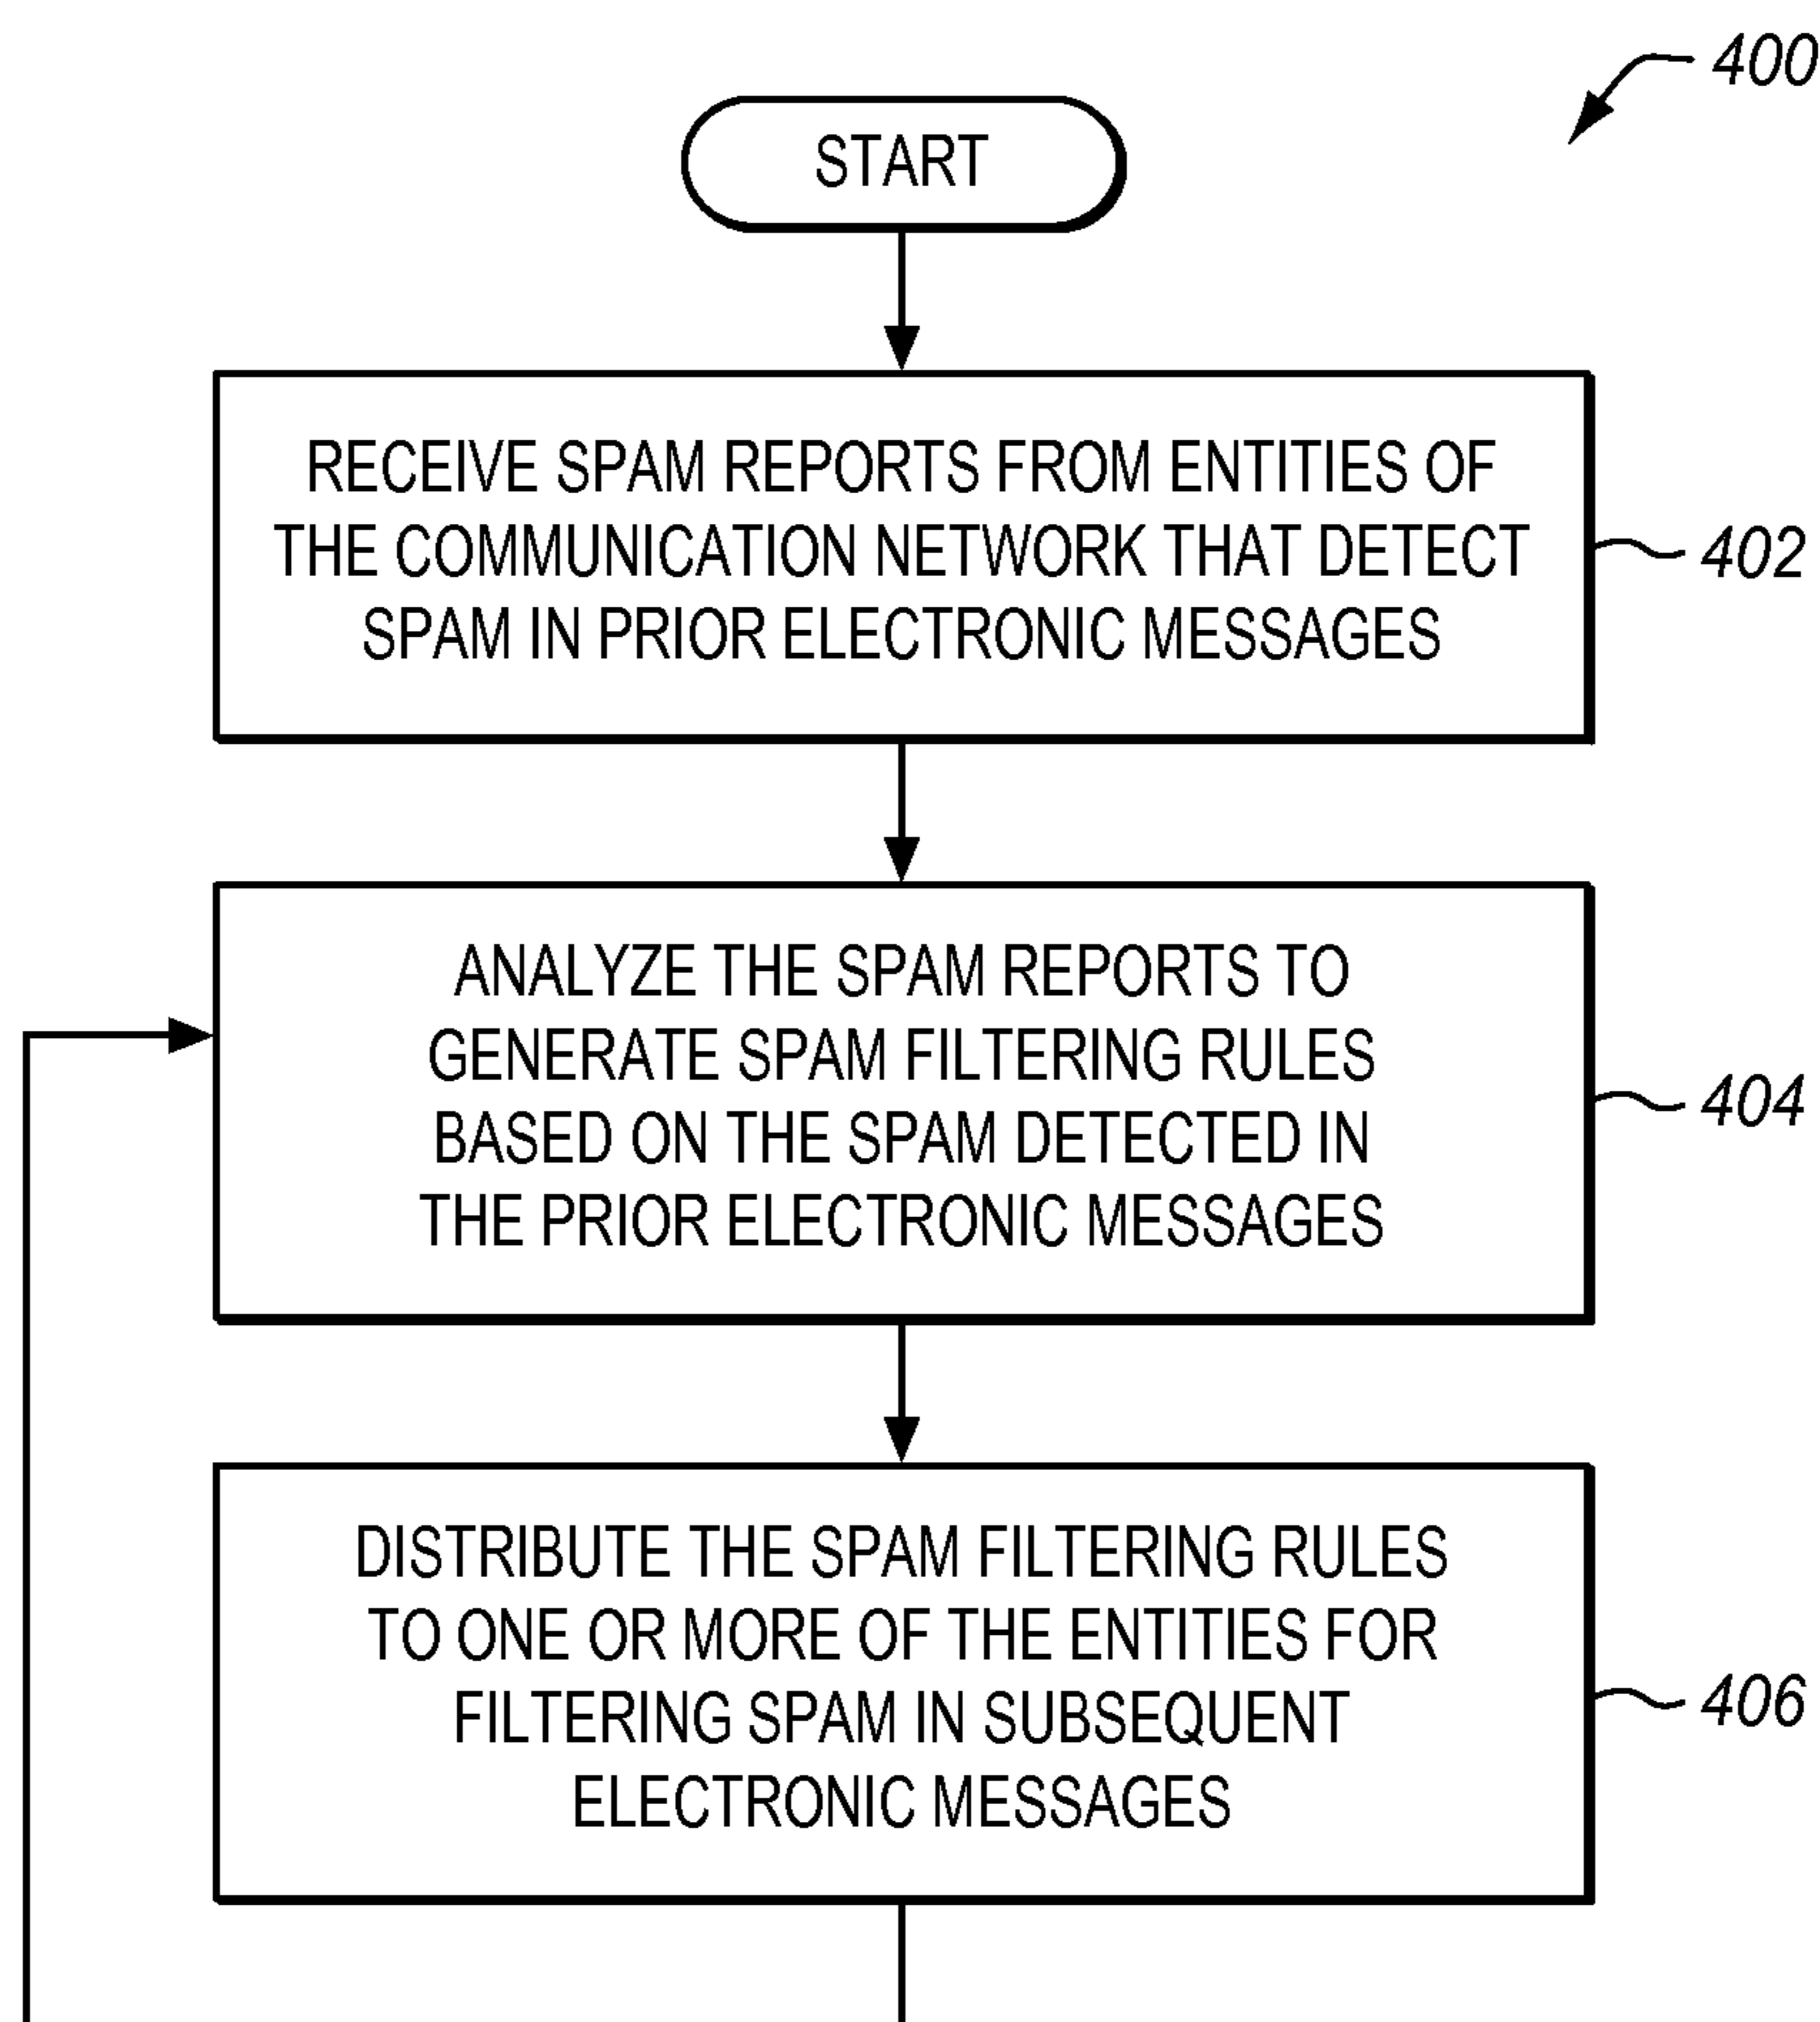 400
START
RECEIVE SPAM REPORTS FROM ENTITIES OF
THE COMMUNICATION NETWORK THAT DETECT
SPAM IN PRIOR ELECTRONIC MESSAGES
402
ANALYZE THE SPAM REPORTS TO
GENERATE SPAM FILTERING RULES
BASED ON THE SPAM DETECTED IN
THE PRIOR ELECTRONIC MESSAGES
404
DISTRIBUTE THE SPAM FILTERING RULES
TO ONE OR MORE OF THE ENTITIES FOR
FILTERING SPAM IN SUBSEQUENT
ELECTRONIC MESSAGES
406